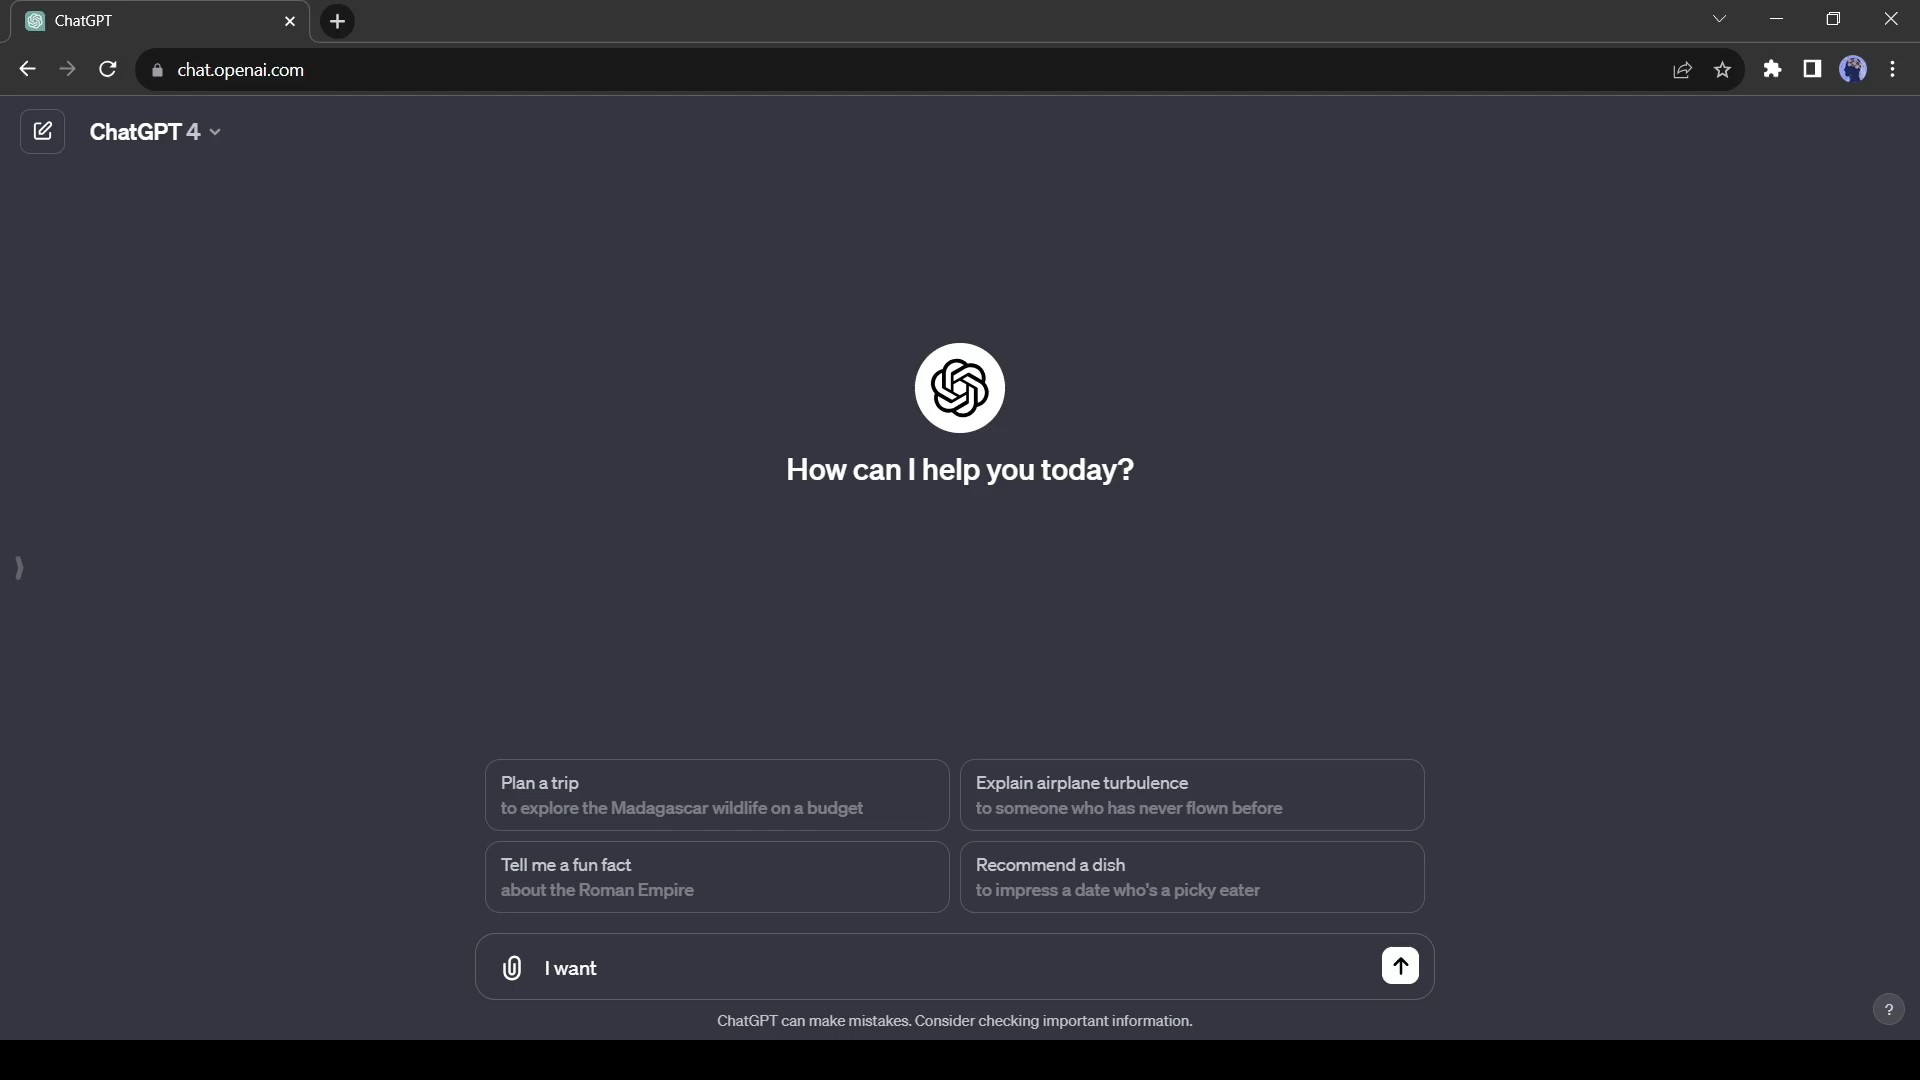 ChatGPT
chat.openai.com
ChatGPT 4
How can I help you today?
Plan a trip
to explore the Madagascar wildlife on a budget
Explain airplane turbulence
to someone who has never flown before
Tell me a fun fact
about the Roman Empire
Recommend a dish
to impress a date who's a picky eater
I want
ChatGPT can make mistakes. Consider checking important information.
?